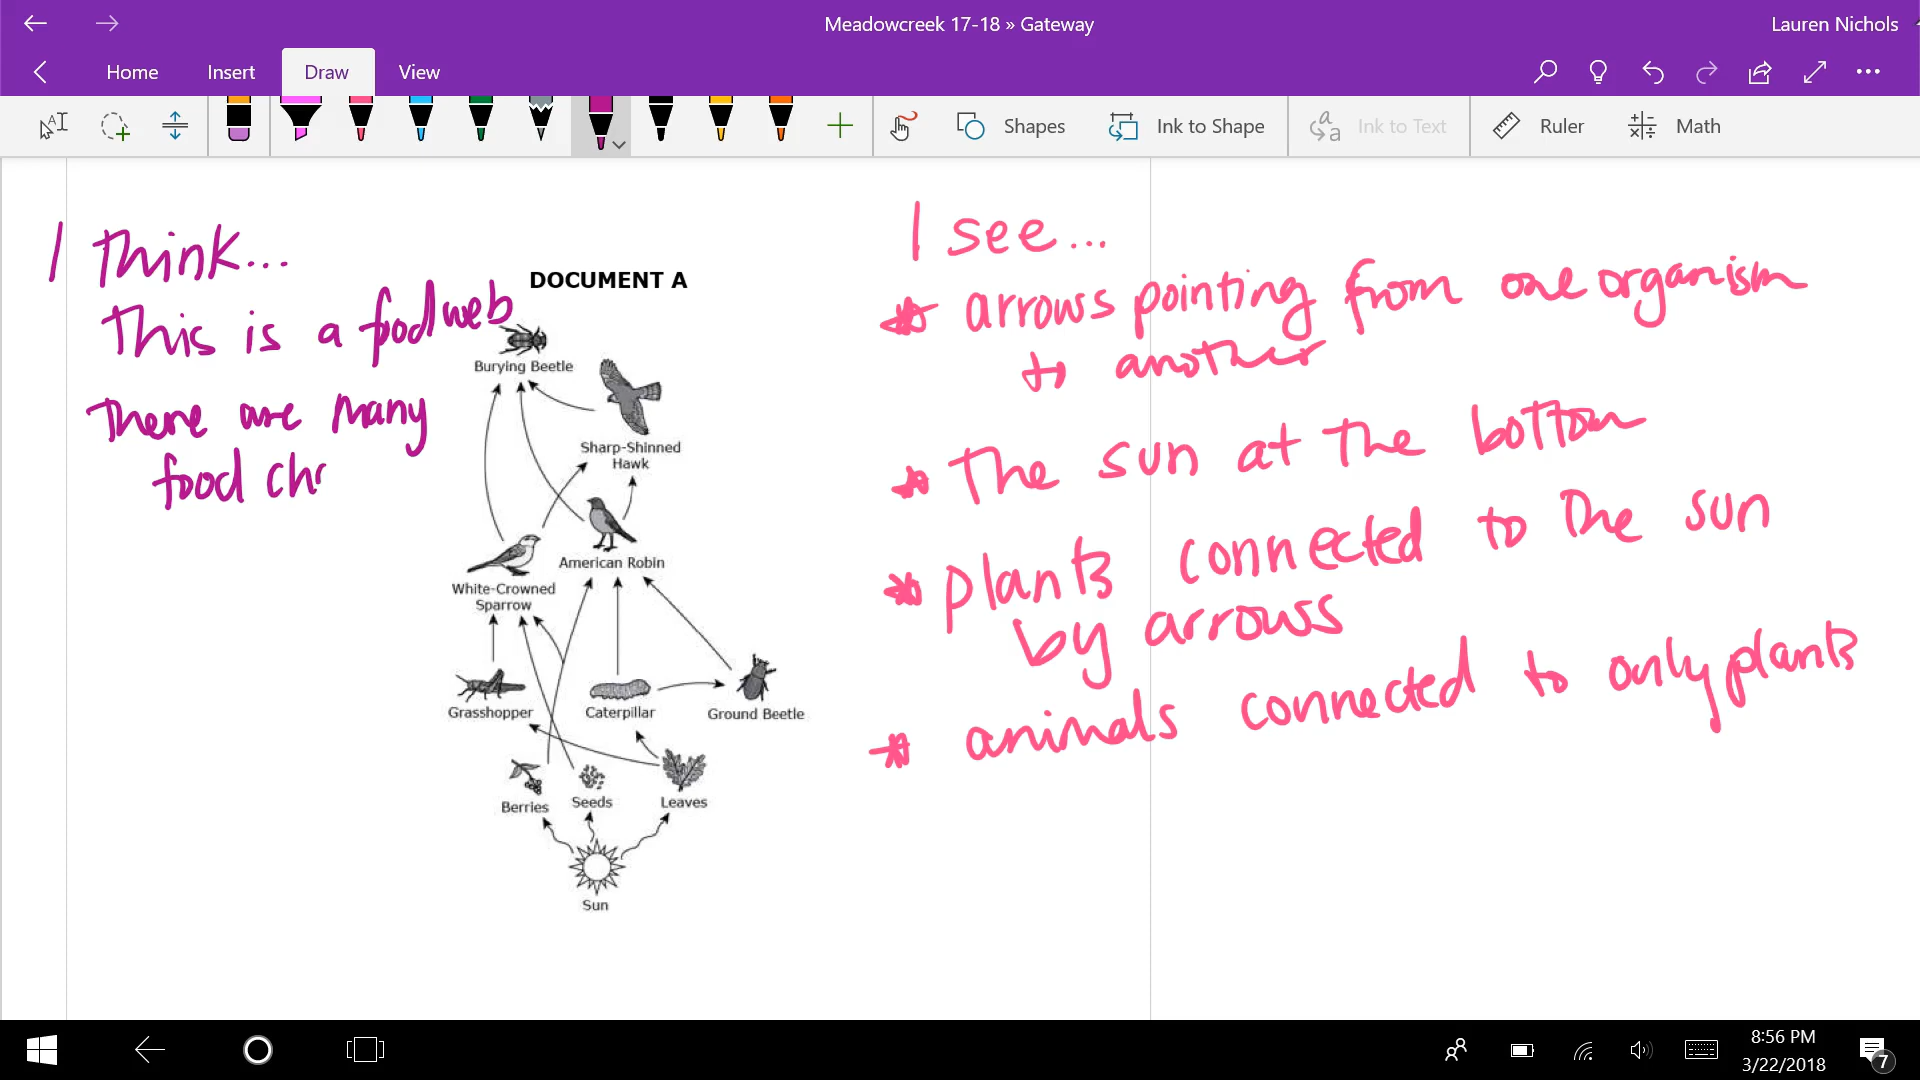 Meadowcreek 17-18 » Gateway
Lauren Nichols
Home Insert Draw View
Shapes Ink to Shape Ink to Text Ruler Math
I think...
This is a food web
There are many
food cha
DOCUMENT A
Burying Beetle
Sharp-Shinned
Hawk
American Robin
White-Crowned
Sparrow
Grasshopper
Caterpillar
Ground Beetle
Berries
Seeds
Leaves
Sun
I see...
* arrows pointing from one organism
to another
* The sun at the bottom
* plants connected to the sun
by arrows
* animals connected to only plants
8:56 PM
3/22/2018
7